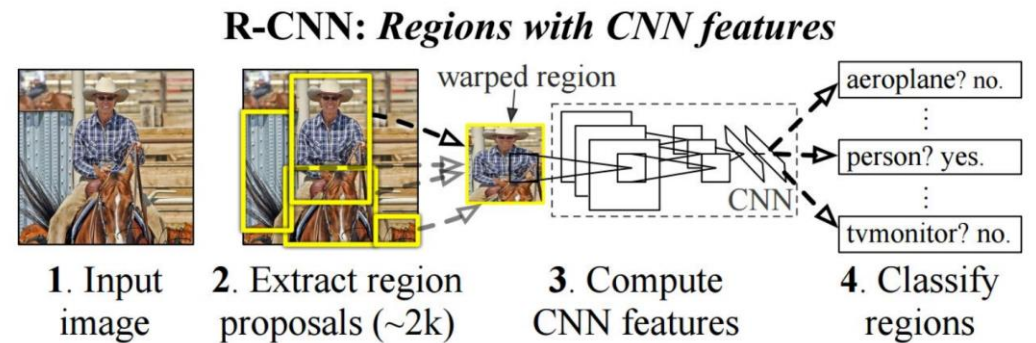 R-CNN: Regions with CNN features
warped region
aeroplane? no.
⋮
person? yes.
⋮
tvmonitor? no.
CNN
1. Input
image
2. Extract region
proposals (~2k)
3. Compute
CNN features
4. Classify
regions